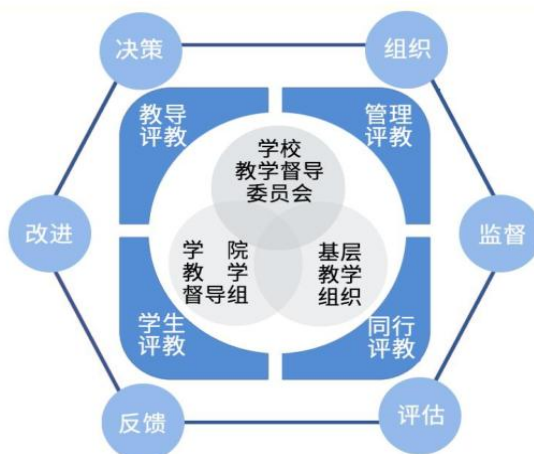 决策
组织
教导
评教
管理
评教
学校
教学督导
委员会
改进
监督
学 院
教 学
督导组
基层
教学
组织
学生
评教
同行
评教
反馈
评估